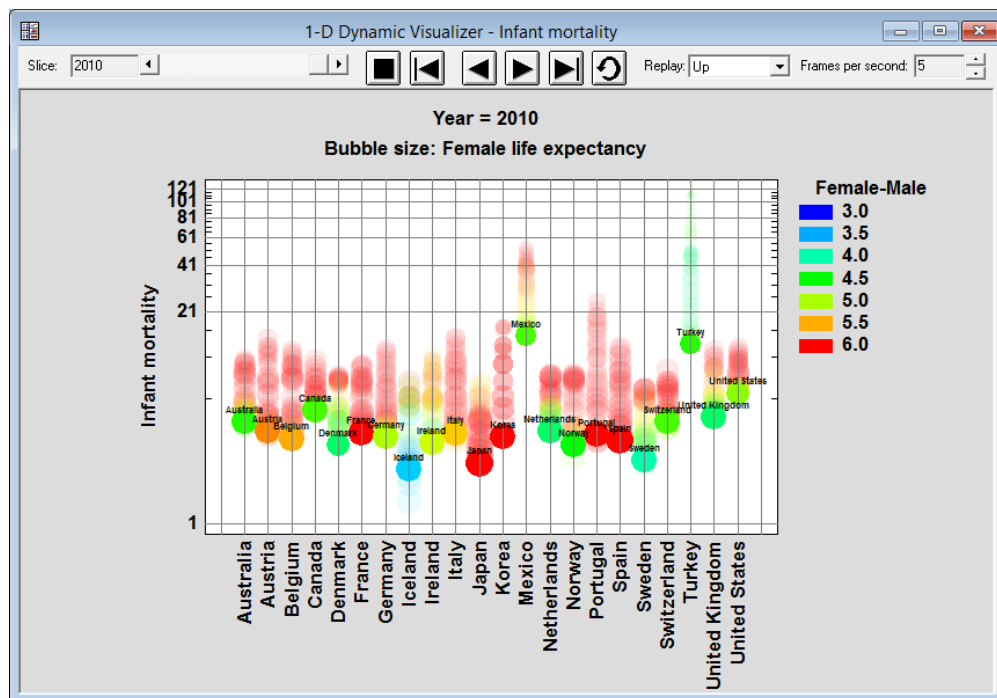 1-D Dynamic Visualizer - Infant mortality
Slice: 2010
Replay: Up
Frames per second: 5
Year = 2010
Bubble size: Female life expectancy
Infant mortality
121
101
81
61
41
21
1
Female-Male
3.0
3.5
4.0
4.5
5.0
5.5
6.0
Mexico
Turkey
United States
Canada
Australia
United Kingdom
Switzerland
Austria
France
Netherlands
Italy
Portugal
Belgium
Germany
Korea
Spain
Ireland
Denmark
Norway
Sweden
Japan
Iceland
Australia
Austria
Belgium
Canada
Denmark
France
Germany
Iceland
Ireland
Italy
Japan
Korea
Mexico
Netherlands
Norway
Portugal
Spain
Sweden
Switzerland
Turkey
United Kingdom
United States